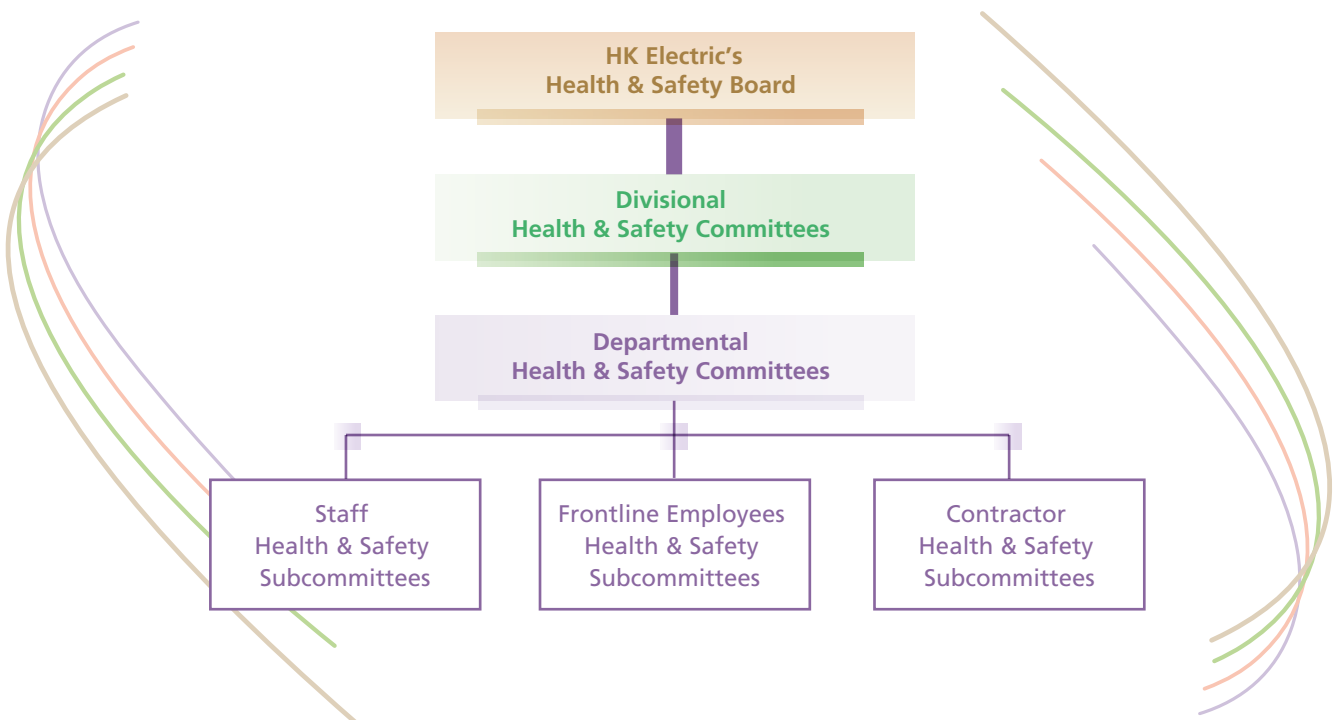 HK Electric’s
Health & Safety Board
Divisional
Health & Safety Committees
Departmental
Health & Safety Committees
Staff
Health & Safety
Subcommittees
Frontline Employees
Health & Safety
Subcommittees
Contractor
Health & Safety
Subcommittees